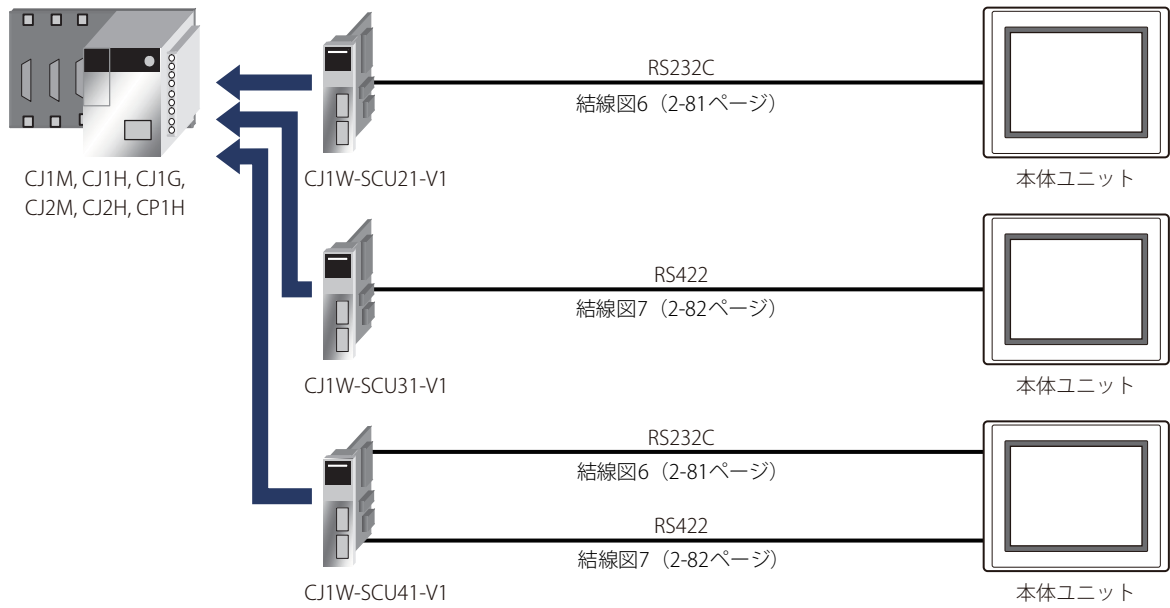 RS232C
結線図6（2-81ページ）
CJ1M, CJ1H, CJ1G,
CJ2M, CJ2H, CP1H
CJ1W-SCU21-V1
本体ユニット
RS422
結線図7（2-82ページ）
CJ1W-SCU31-V1
本体ユニット
RS232C
結線図6（2-81ページ）
RS422
結線図7（2-82ページ）
CJ1W-SCU41-V1
本体ユニット